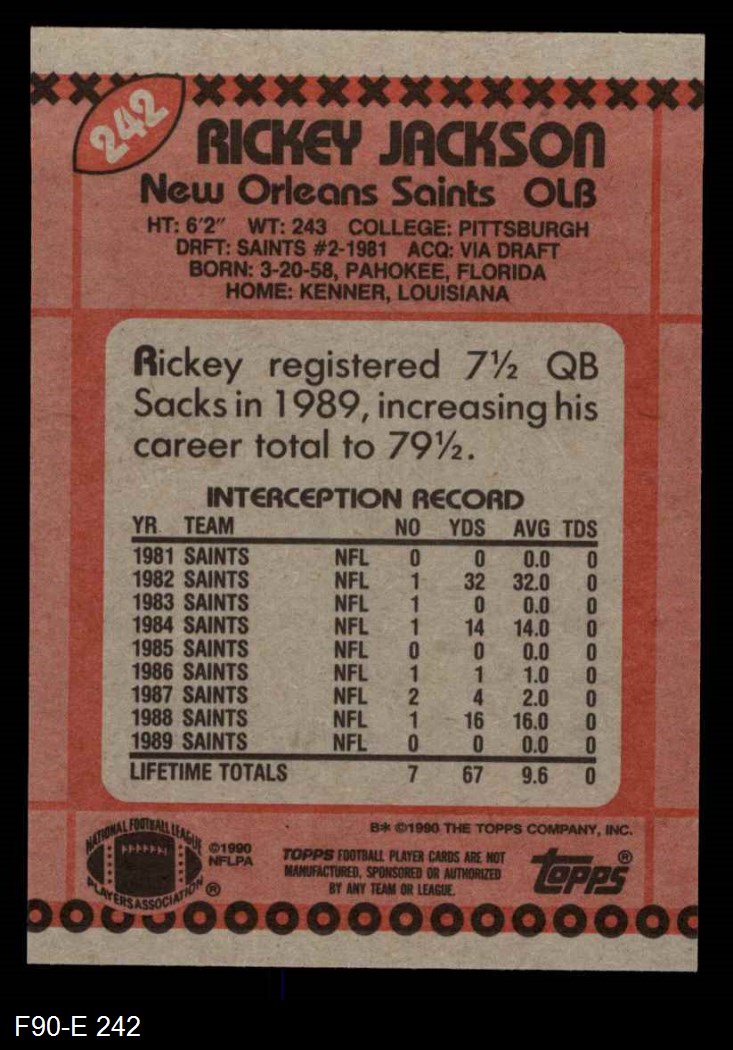 242
RICKEY JACKSON
New Orleans Saints OLB
HT: 6'2" WT: 243 COLLEGE: PITTSBURGH
DRFT: SAINTS #2-1981 ACQ: VIA DRAFT
BORN: 3-20-58, PAHOKEE, FLORIDA
HOME: KENNER, LOUISIANA
Rickey registered 7½ QB
Sacks in 1989, increasing his
career total to 79½.
INTERCEPTION RECORD
YR TEAM NO YDS AVG TDS
1981 SAINTS NFL 0 0 0.0 0
1982 SAINTS NFL 1 32 32.0 0
1983 SAINTS NFL 1 0 0.0 0
1984 SAINTS NFL 1 14 14.0 0
1985 SAINTS NFL 0 0 0.0 0
1986 SAINTS NFL 1 1 1.0 0
1987 SAINTS NFL 2 4 2.0 0
1988 SAINTS NFL 1 16 16.0 0
1989 SAINTS NFL 0 0 0.0 0
LIFETIME TOTALS 7 67 9.6 0
NATIONAL FOOTBALL LEAGUE
PLAYERS ASSOCIATION ®
©1990
NFLPA
B* ©1990 THE TOPPS COMPANY, INC.
TOPPS FOOTBALL PLAYER CARDS ARE NOT
MANUFACTURED, SPONSORED OR AUTHORIZED
BY ANY TEAM OR LEAGUE.
topps®
F90-E 242